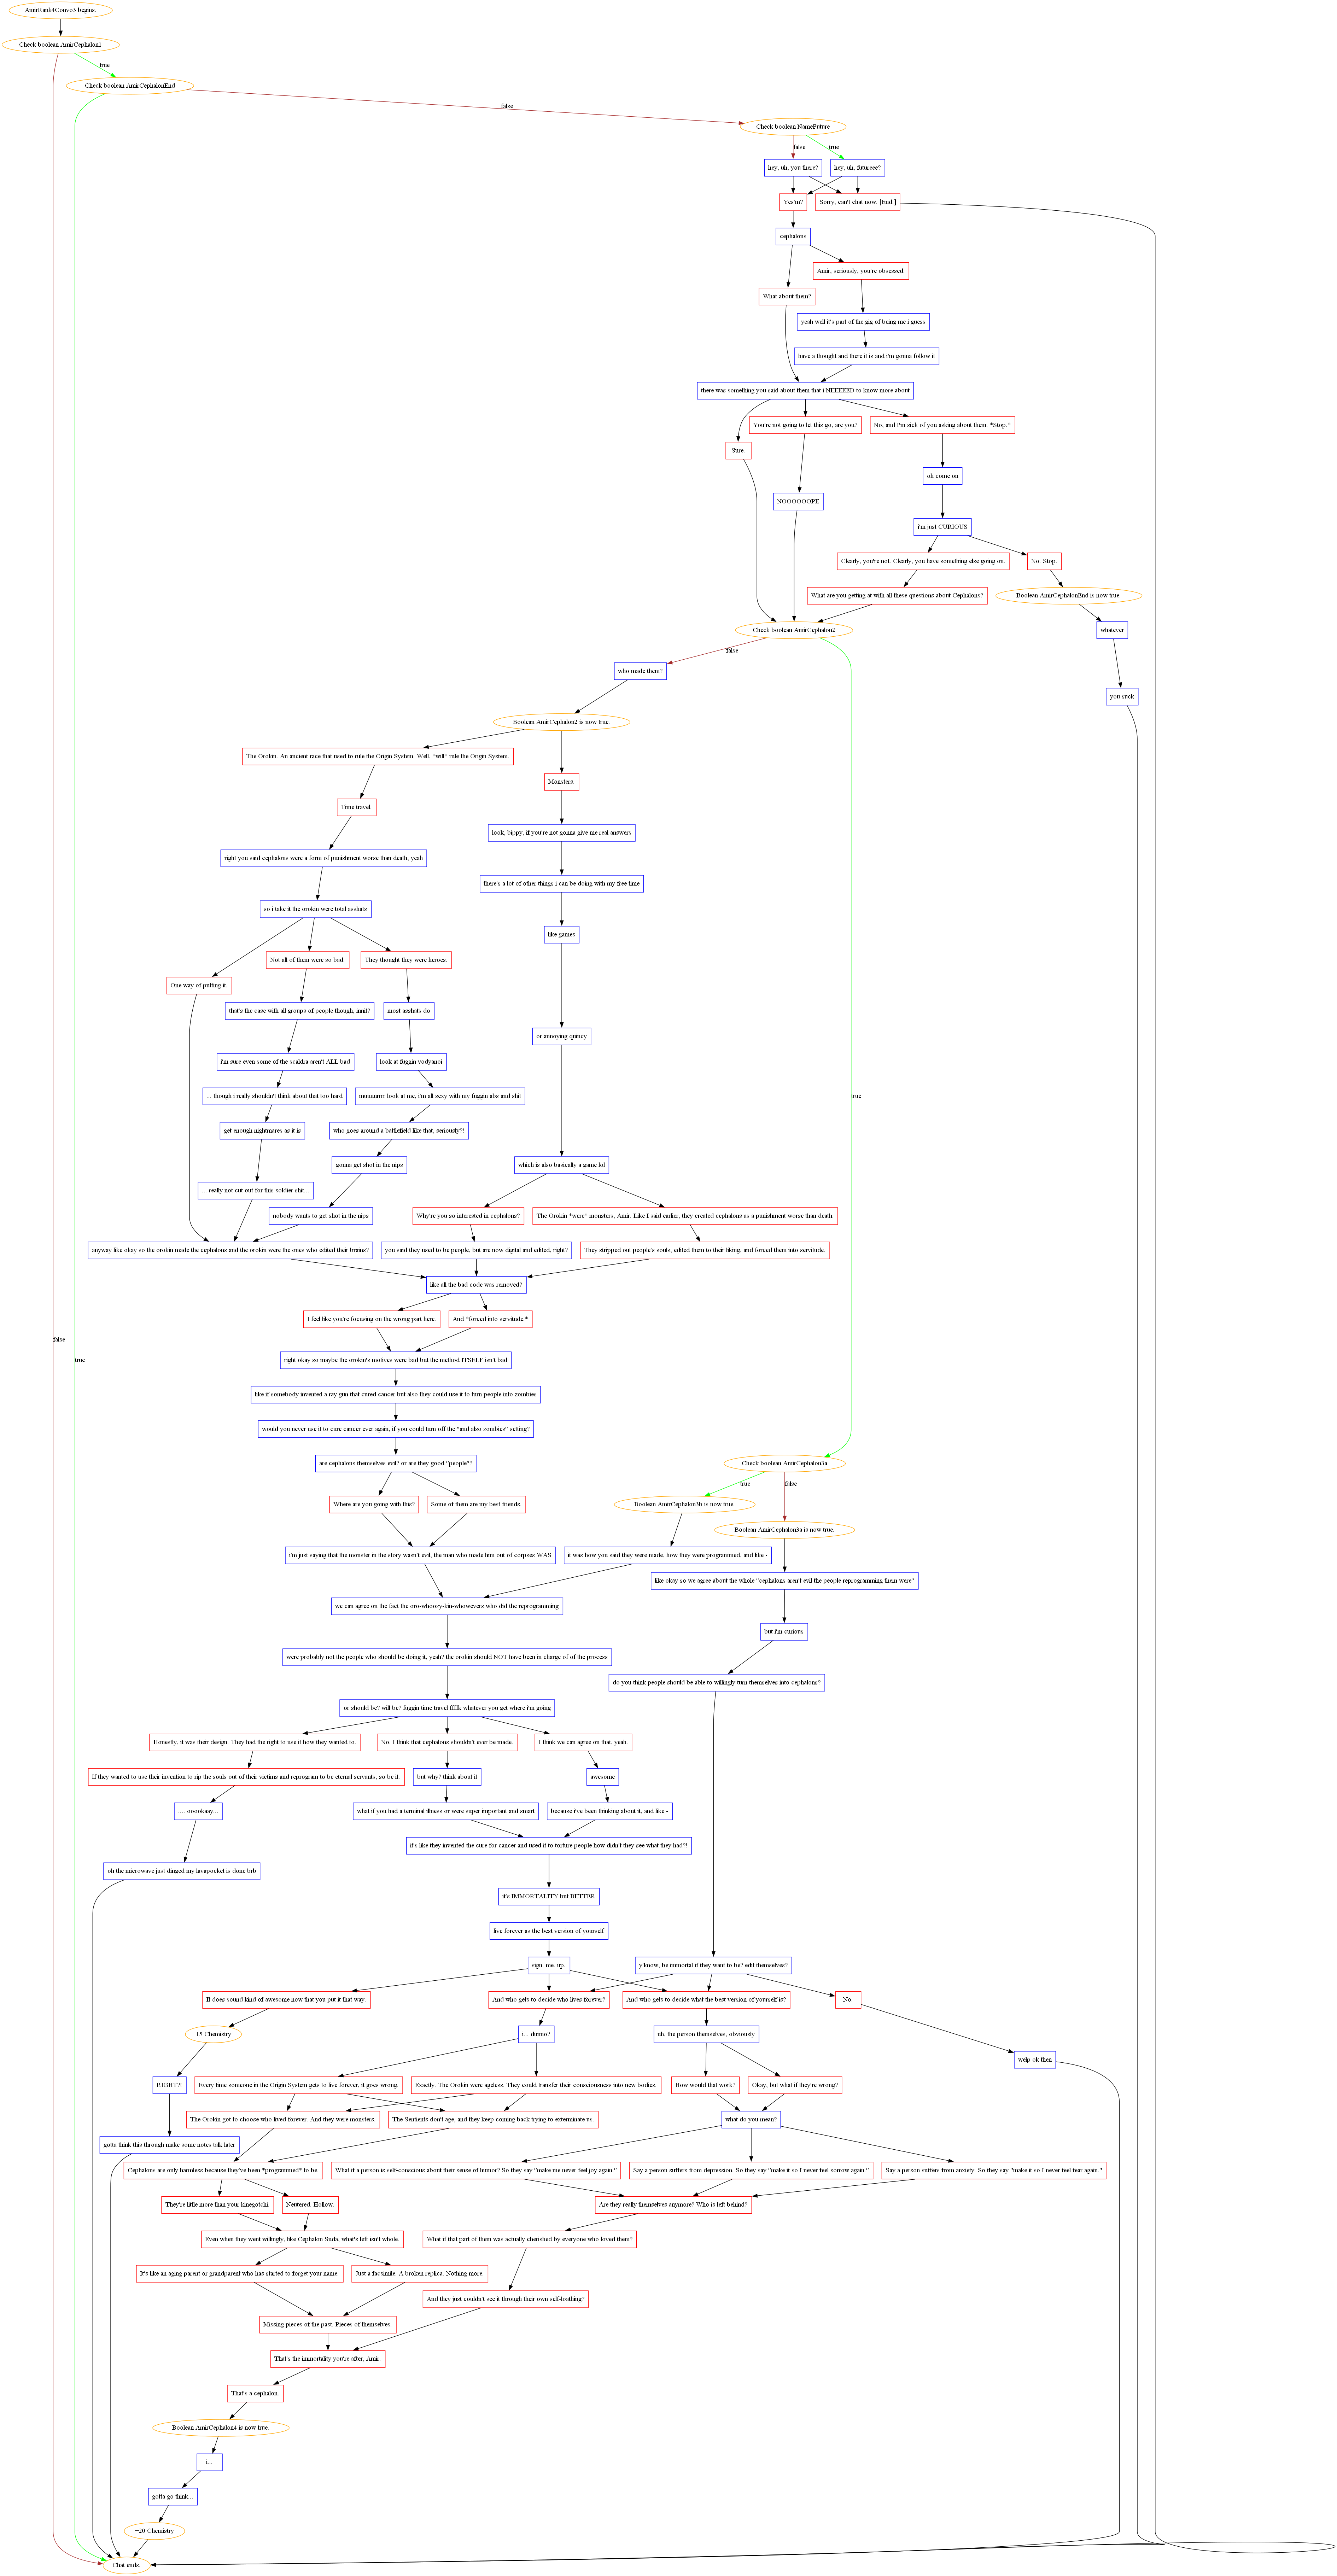 AmirRank4Convo3 begins.
Check boolean AmirCephalon1
true
Check boolean AmirCephalonEnd
false
Check boolean NameFuture
false
true
hey, uh, you there?
hey, uh, futureee?
Yes'm?
Sorry, can't chat now. [End.]
cephalons
Amir, seriously, you're obsessed.
What about them?
yeah well it's part of the gig of being me i guess
have a thought and there it is and i'm gonna follow it
there was something you said about them that i NEEEEED to know more about
You're not going to let this go, are you?
No, and I'm sick of you asking about them. *Stop.*
Sure.
oh come on
NOOOOOOPE
i'm just CURIOUS
Clearly, you're not. Clearly, you have something else going on.
No. Stop.
What are you getting at with all these questions about Cephalons?
Boolean AmirCephalonEnd is now true.
Check boolean AmirCephalon2
whatever
false
who made them?
you suck
Boolean AmirCephalon2 is now true.
The Orokin. An ancient race that used to rule the Origin System. Well, *will* rule the Origin System.
Monsters.
Time travel.
look, bippy, if you're not gonna give me real answers
right you said cephalons were a form of punishment worse than death, yeah
there's a lot of other things i can be doing with my free time
so i take it the orokin were total asshats
like games
Not all of them were so bad.
They thought they were heroes.
One way of putting it.
that's the case with all groups of people though, innit?
most asshats do
or annoying quincy
i'm sure even some of the scaldra aren't ALL bad
look at fuggin vodyanoi
... though i really shouldn't think about that too hard
muuuurrrr look at me, i'm all sexy with my fuggin abs and shit
true
get enough nightmares as it is
who goes around a battlefield like that, seriously?!
gonna get shot in the nips
which is also basically a game lol
... really not cut out for this soldier shit...
nobody wants to get shot in the nips
Why're you so interested in cephalons?
The Orokin *were* monsters, Amir. Like I said earlier, they created cephalons as a punishment worse than death.
anyway like okay so the orokin made the cephalons and the orokin were the ones who edited their brains?
you said they used to be people, but are now digital and edited, right?
They stripped out people's souls, edited them to their liking, and forced them into servitude.
like all the bad code was removed?
I feel like you're focusing on the wrong part here.
And *forced into servitude.*
false
true
right okay so maybe the orokin's motives were bad but the method ITSELF isn't bad
like if somebody invented a ray gun that cured cancer but also they could use it to turn people into zombies
would you never use it to cure cancer ever again, if you could turn off the "and also zombies" setting?
are cephalons themselves evil? or are they good "people"?
Check boolean AmirCephalon3a
true
false
Where are you going with this?
Some of them are my best friends.
Boolean AmirCephalon3b is now true.
Boolean AmirCephalon3a is now true.
i'm just saying that the monster in the story wasn't evil, the man who made him out of corpses WAS
it was how you said they were made, how they were programmed, and like -
like okay so we agree about the whole "cephalons aren't evil the people reprogramming them were"
we can agree on the fact the oro-whoozy-kin-whowevers who did the reprogramming
but i'm curious
were probably not the people who should be doing it, yeah? the orokin should NOT have been in charge of of the process
do you think people should be able to willingly turn themselves into cephalons?
or should be? will be? fuggin time travel fffffk whatever you get where i'm going
Honestly, it was their design. They had the right to use it how they wanted to.
No. I think that cephalons shouldn't ever be made.
I think we can agree on that, yeah.
If they wanted to use their invention to rip the souls out of their victims and reprogram to be eternal servants, so be it.
but why? think about it
awesome
.... ooookaay...
what if you had a terminal illness or were super important and smart
because i've been thinking about it, and like -
it's like they invented the cure for cancer and used it to torture people how didn't they see what they had?!
oh the microwave just dinged my lavapocket is done brb
it's IMMORTALITY but BETTER
live forever as the best version of yourself
sign. me. up.
y'know, be immortal if they want to be? edit themselves?
It does sound kind of awesome now that you put it that way.
And who gets to decide who lives forever?
And who gets to decide what the best version of yourself is?
No.
+5 Chemistry
i... dunno?
uh, the person themselves, obviously
welp ok then
RIGHT?!
Every time someone in the Origin System gets to live forever, it goes wrong.
Exactly. The Orokin were ageless. They could transfer their consciousness into new bodies.
How would that work?
Okay, but what if they're wrong?
The Orokin got to choose who lived forever. And they were monsters.
The Sentients don't age, and they keep coming back trying to exterminate us.
what do you mean?
gotta think this through make some notes talk later
Cephalons are only harmless because they've been *programmed* to be.
What if a person is self-conscious about their sense of humor? So they say "make me never feel joy again."
Say a person suffers from depression. So they say "make it so I never feel sorrow again."
Say a person suffers from anxiety. So they say "make it so I never feel fear again."
They're little more than your kinegotchi.
Neutered. Hollow.
Are they really themselves anymore? Who is left behind?
Even when they went willingly, like Cephalon Suda, what's left isn't whole.
What if that part of them was actually cherished by everyone who loved them?
It's like an aging parent or grandparent who has started to forget your name.
Just a facsimile. A broken replica. Nothing more.
And they just couldn't see it through their own self-loathing?
Missing pieces of the past. Pieces of themselves.
That's the immortality you're after, Amir.
That's a cephalon.
Boolean AmirCephalon4 is now true.
i...
gotta go think...
+20 Chemistry
Chat ends.